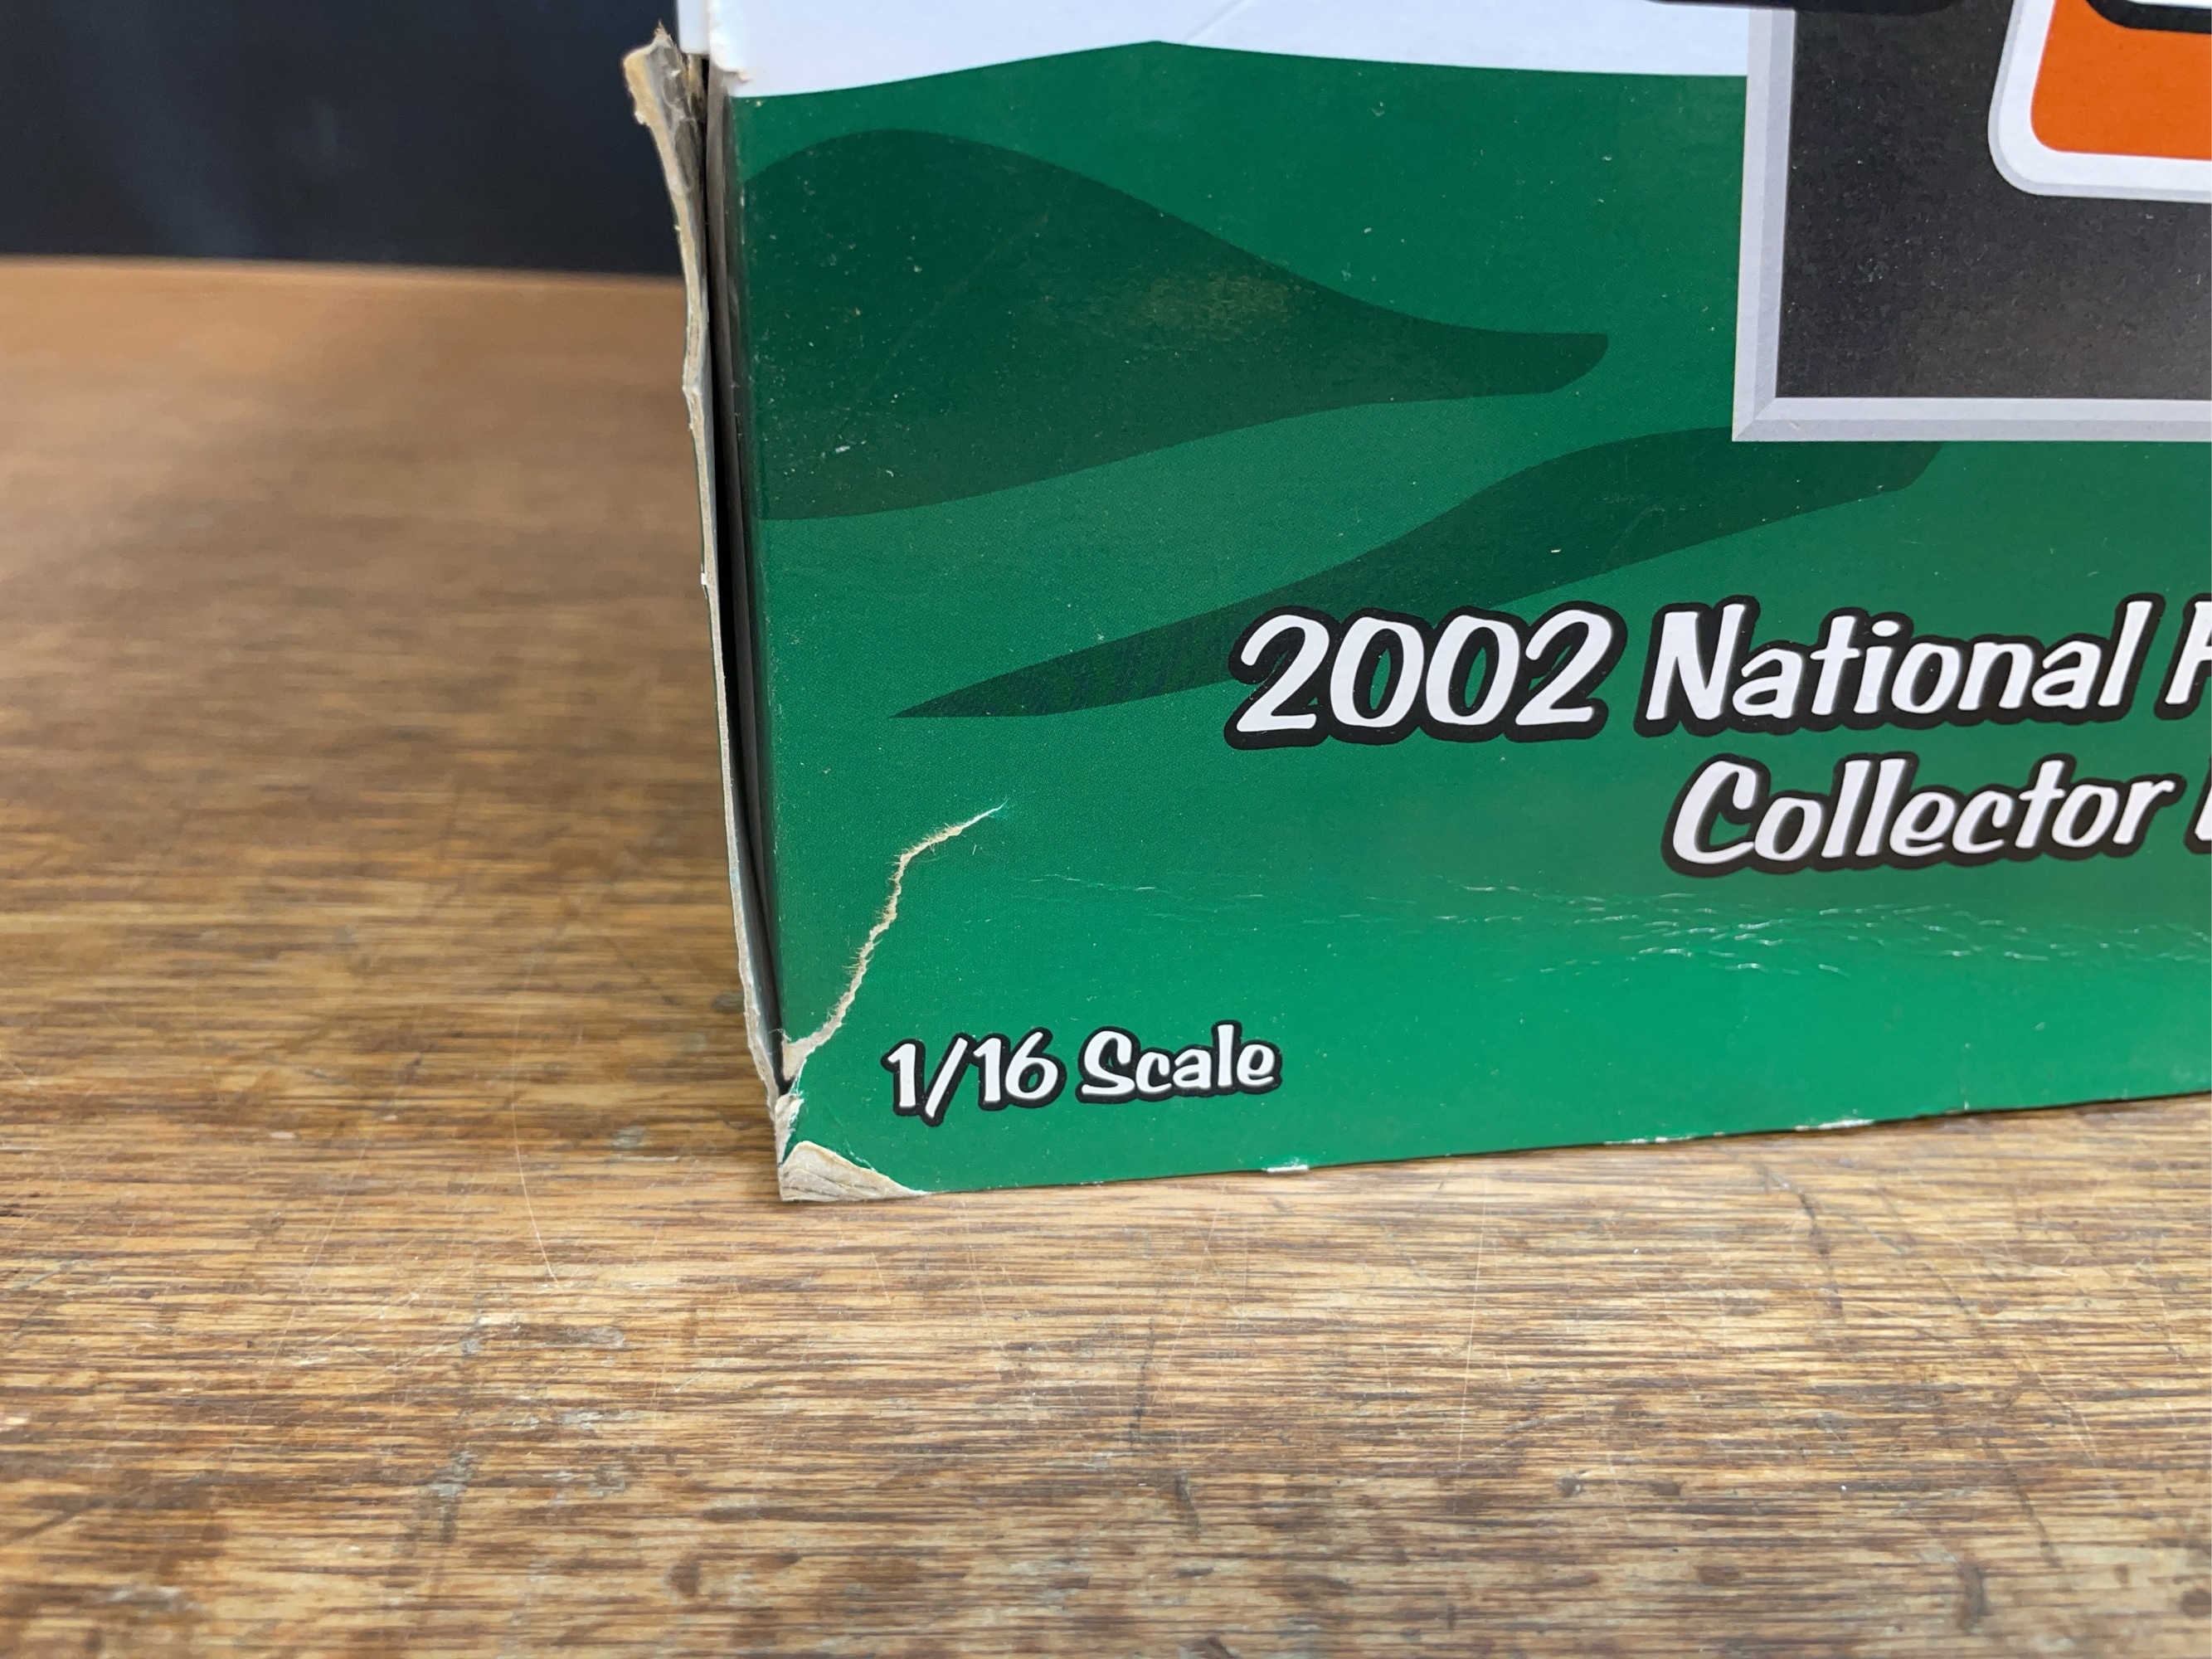 2002 National
Collector
1/16 Scale